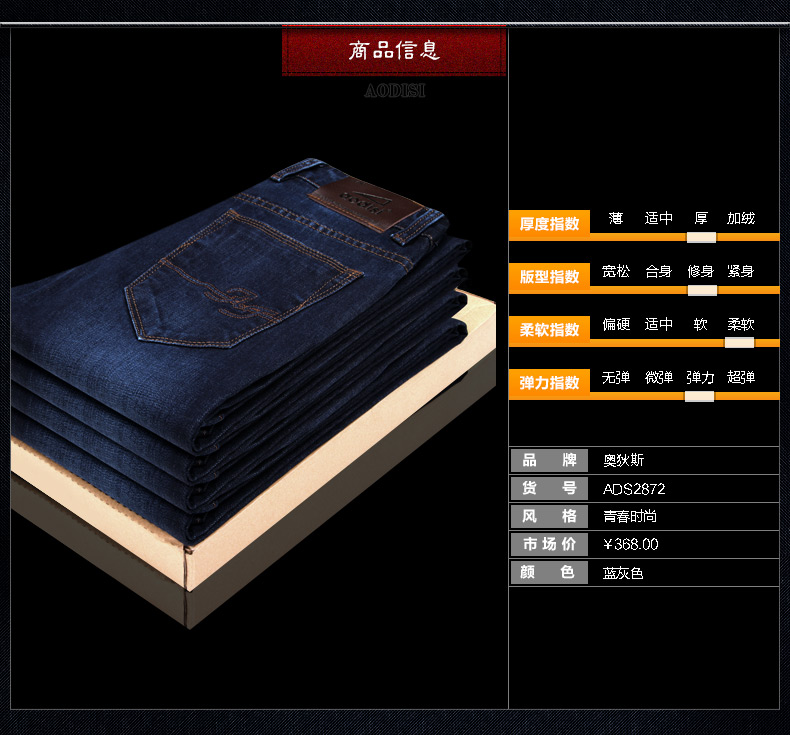 商品信息
AODISI
厚度指数 薄 适中 厚 加绒
版型指数 宽松 合身 修身 紧身
柔软指数 偏硬 适中 软 柔软
弹力指数 无弹 微弹 弹力 超弹
品 牌 奥狄斯
货 号 ADS2872
风 格 青春时尚
市场价 ￥368.00
颜 色 蓝灰色